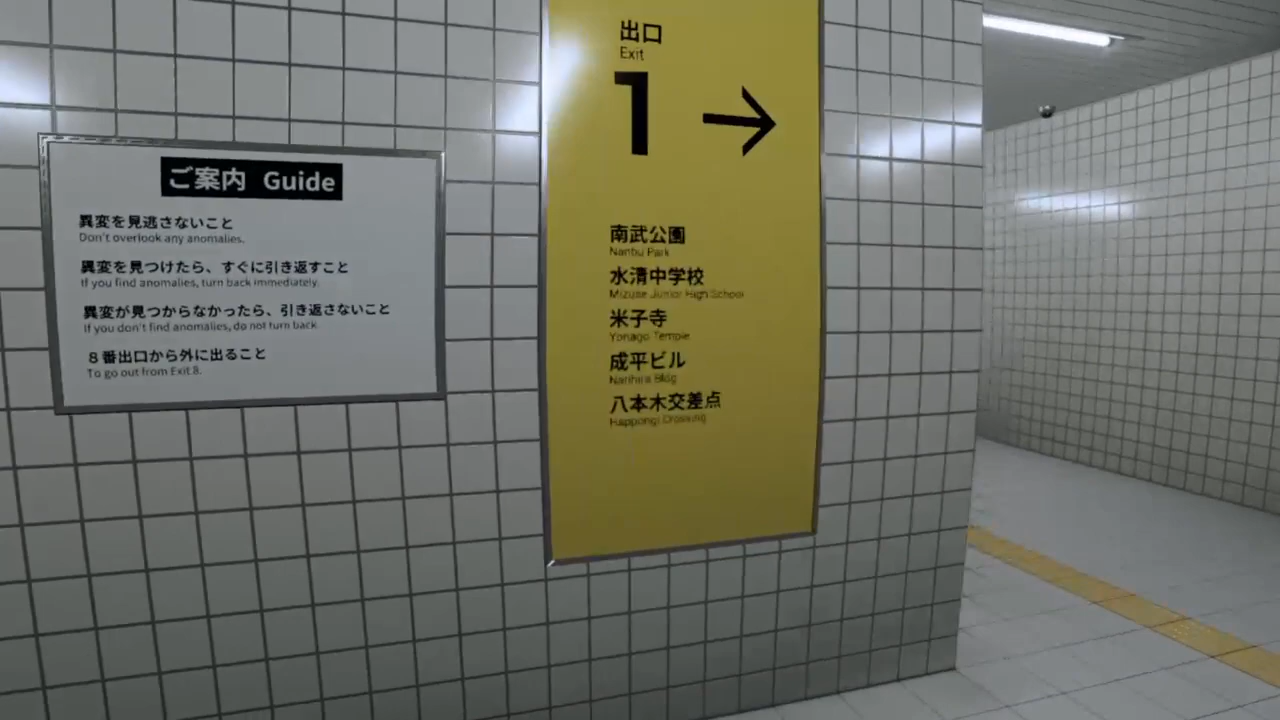 ご案内 Guide
異変を見逃さないこと
Don't overlook any anomalies.
異変を見つけたら、すぐに引き返すこと
If you find anomalies, turn back immediately.
異変が見つからなかったら、引き返さないこと
If you don't find anomalies, do not turn back.
8番出口から外に出ること
To go out from Exit 8.
出口
Exit
1
南武公園
Nanbu Park
水清中学校
Mizuse Junior High School
米子寺
Yonago Temple
成平ビル
Narihira Bldg
八本木交差点
Happongi Crossing